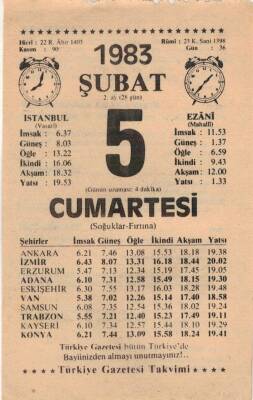 Hicrî : 22 R. Âhır 1403
Kasım : 90
Rûmi : 23 K. Sani 1398
Gün : 36
1983
ŞUBAT
2. ay (28 gün)
5
İSTANBUL
(Vasatî)
İmsak : 6.37
Güneş : 8.03
Öğle : 13.22
İkindi : 16.06
Akşam : 18.32
Yatsı : 19.53
EZANÎ
(Mahallî)
İmsak : 11.53
Güneş : 1.37
Öğle : 6.59
İkindi : 9.43
Akşam : 12.00
Yatsı : 1.33
(Günün uzaması: 4 dakika)
CUMARTESİ
(Soğuklar-Fırtına)
Şehirler İmsak Güneş Öğle İkindi Akşam Yatsı
ANKARA 6.21 7.46 13.08 15.53 18.18 19.38
İZMİR 6.43 8.07 13.31 16.18 18.44 20.02
ERZURUM 5.47 7.13 12.34 15.19 17.45 19.05
ADANA 6.10 7.31 12.58 15.49 18.15 19.30
ESKİŞEHİR 6.30 7.55 13.17 16.03 18.28 19.48
VAN 5.38 7.02 12.26 15.14 17.40 18.58
SAMSUN 6.08 7.35 12.54 15.36 18.02 19.24
TRABZON 5.55 7.21 12.40 15.23 17.49 19.11
KAYSERİ 6.10 7.34 12.57 15.44 18.10 19.29
KONYA 6.21 7.44 13.09 15.58 18.24 19.41
Türkiye Gazetesi bütün Türkiye'de
Bayiinizden almayı unutmayınız!..
Türkiye Gazetesi Takvimi